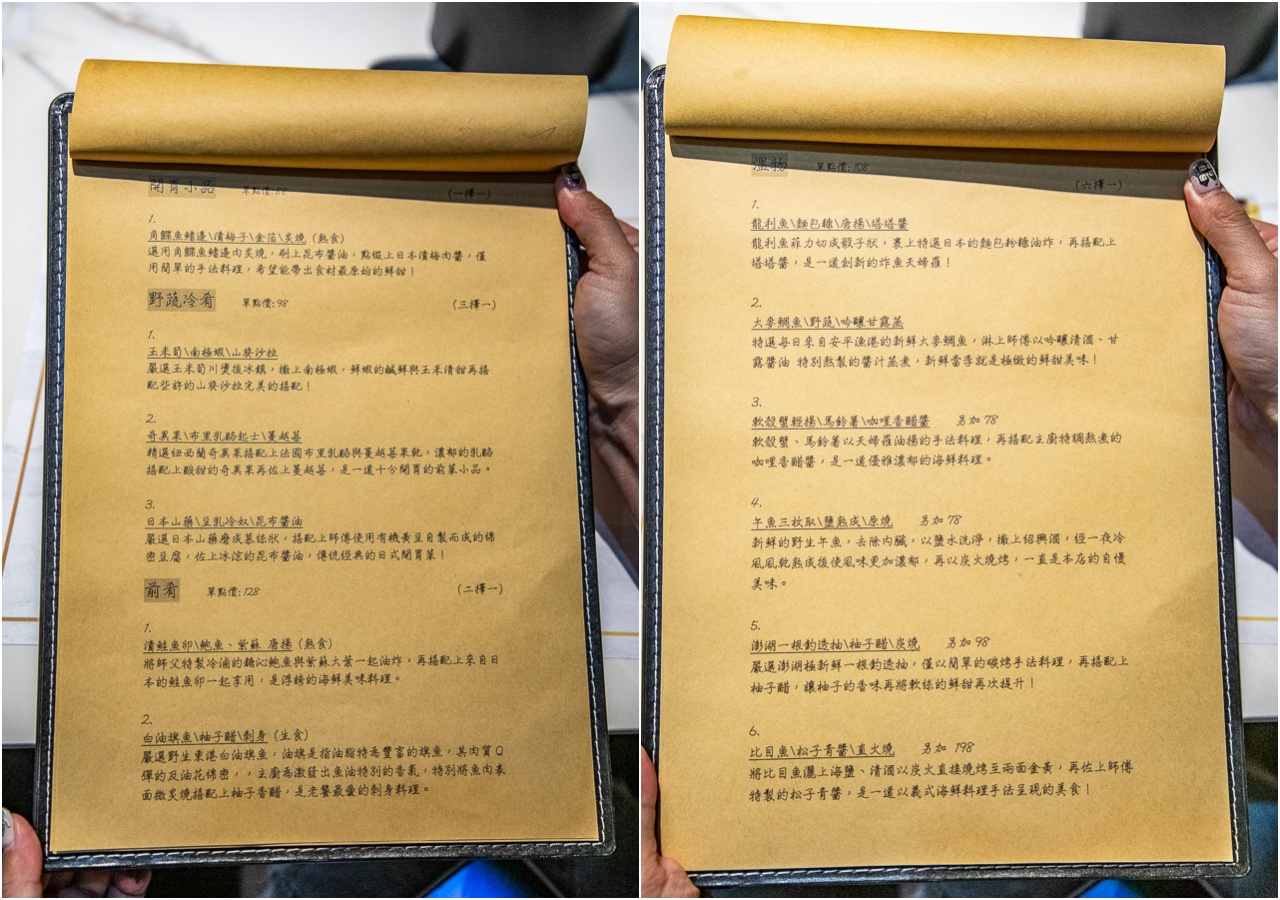 開胃小品 單點價:88 (一擇一)
1.
角鰈魚鰭邊\漬梅子\金箔\炙燒 (熟食)
選用角鰈魚鰭邊肉炙燒，刷上昆布醬油，點綴上日本漬梅肉醬，僅
用簡單的手法料理，希望能帶出食材最原始的鮮甜！
野蔬冷肴 單點價:98 (三擇一)
1.
玉米筍\南極蝦\山葵沙拉
嚴選玉米筍川燙後冰鎮，撒上南極蝦，鮮蝦的鹹鮮與玉米清甜再搭
配些許的山葵沙拉完美的搭配！
2.
奇異果\布里乳酪起士\蔓越莓
精選紐西蘭奇異果搭配上法國布里乳酪與蔓越莓果乾，濃郁的乳酪
搭配上酸甜的奇異果再佐上蔓越莓，是一道十分開胃的前菜小品。
3.
日本山藥\豆乳冷奴\昆布醬油
嚴選日本山藥磨成慕絲狀，搭配上師傅使用有機黃豆自製而成的綿
密豆腐，佐上冰涼的昆布醬油，傳統經典的日式開胃菜！
前肴 單點價:128 (二擇一)
1.
漬鮭魚卵\鮑魚、紫蘇 唐揚 (熟食)
將師父特製冷滷的糖沁鮑魚與紫蘇大葉一起油炸，再搭配上來自日
本的鮭魚卵一起享用，是浮誇的海鮮美味料理。
2.
白油旗魚\柚子醋\刺身 (生食)
嚴選野生東港白油旗魚，油旗是指油脂特為豐富的旗魚，其肉質Q
彈的及油花綿密，，主廚為激發出魚油特別的香氣，特別將魚肉表
面微炙燒搭配上柚子香醋，是老饕最愛的刺身料理。
溫物 單點價:108
(六擇一)
1.
龍利魚\麵包糠\唐揚\塔塔醬
龍利魚菲力切成骰子狀，裹上特選日本的麵包粉糠油炸，再搭配上
塔塔醬，是一道創新的炸魚天婦羅！
2.
大麥鯛魚\野蔬\吟釀甘露蒸
特選每日來自安平漁港的新鮮大麥鯛魚，淋上師傅以吟釀清酒、甘
露醬油 特別熬製的醬汁蒸煮，新鮮當季就是極緻的鮮甜美味！
3.
軟殼蟹輕揚\馬鈴薯\咖哩香醋醬 另加78
軟殼蟹、馬鈴薯以天婦羅油揚的手法料理，再搭配主廚特調熬煮的
咖哩香醋醬，是一道優雅濃郁的海鮮料理。
4.
午魚三枚取\鹽熟成\原燒 另加78
新鮮的野生午魚，去除內臟，以鹽水洗淨，撒上紹興酒，經一夜冷
風風乾熟成後使風味更加濃郁，再以炭火燒烤，一直是本店的自慢
美味。
5.
澎湖一根釣透抽\柚子醋\炭燒 另加98
嚴選澎湖極新鮮一根釣透抽，僅以簡單的碳烤手法料理，再搭配上
柚子醋，讓柚子的香味再將軟絲的鮮甜再次提升！
6.
比目魚\松子青醬\直火燒 另加 198
將比目魚灑上海鹽、清酒以炭火直接燒烤至兩面金黃，再佐上師傅
特製的松子青醬，是一道以義式海鮮料理手法呈現的美食！